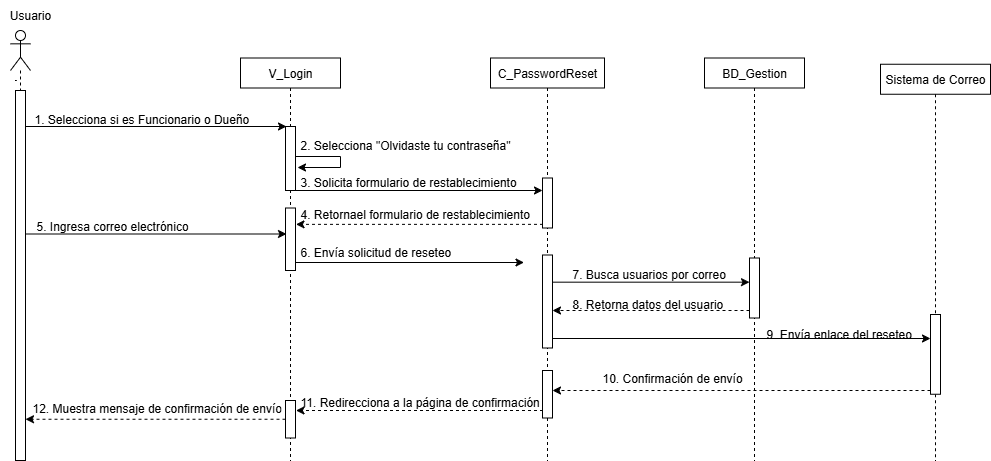 Usuario
V_Login
C_PasswordReset
BD_Gestion
Sistema de Correo
1. Selecciona si es Funcionario o Dueño
2. Selecciona "Olvidaste tu contraseña"
3. Solicita formulario de restablecimiento
4. Retornael formulario de restablecimiento
5. Ingresa correo electrónico
6. Envía solicitud de reseteo
7. Busca usuarios por correo
8. Retorna datos del usuario
9. Envía enlace del reseteo
10. Confirmación de envío
11. Redirecciona a la página de confirmación
12. Muestra mensaje de confirmación de envío